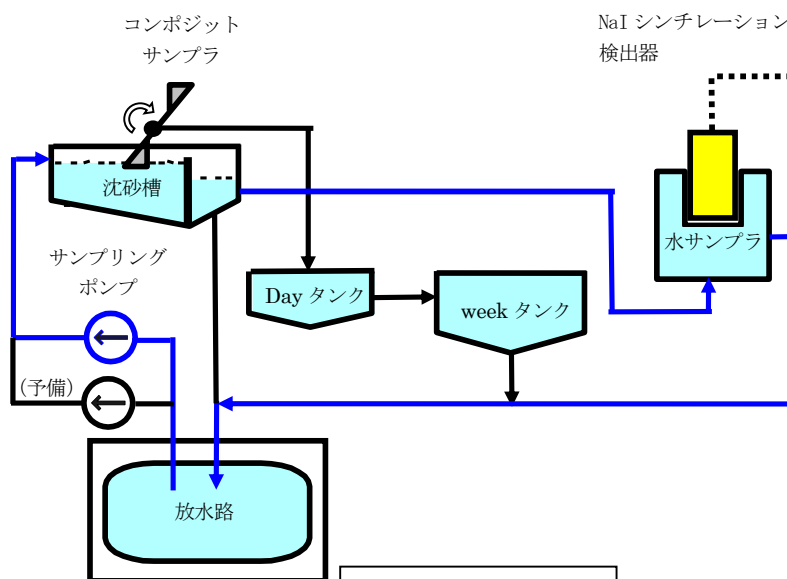 コンポジット
サンプラ
NaI シンチレーション
検出器
沈砂槽
水サンプラ
サンプリング
ポンプ
Day タンク
week タンク
(予備)
放水路